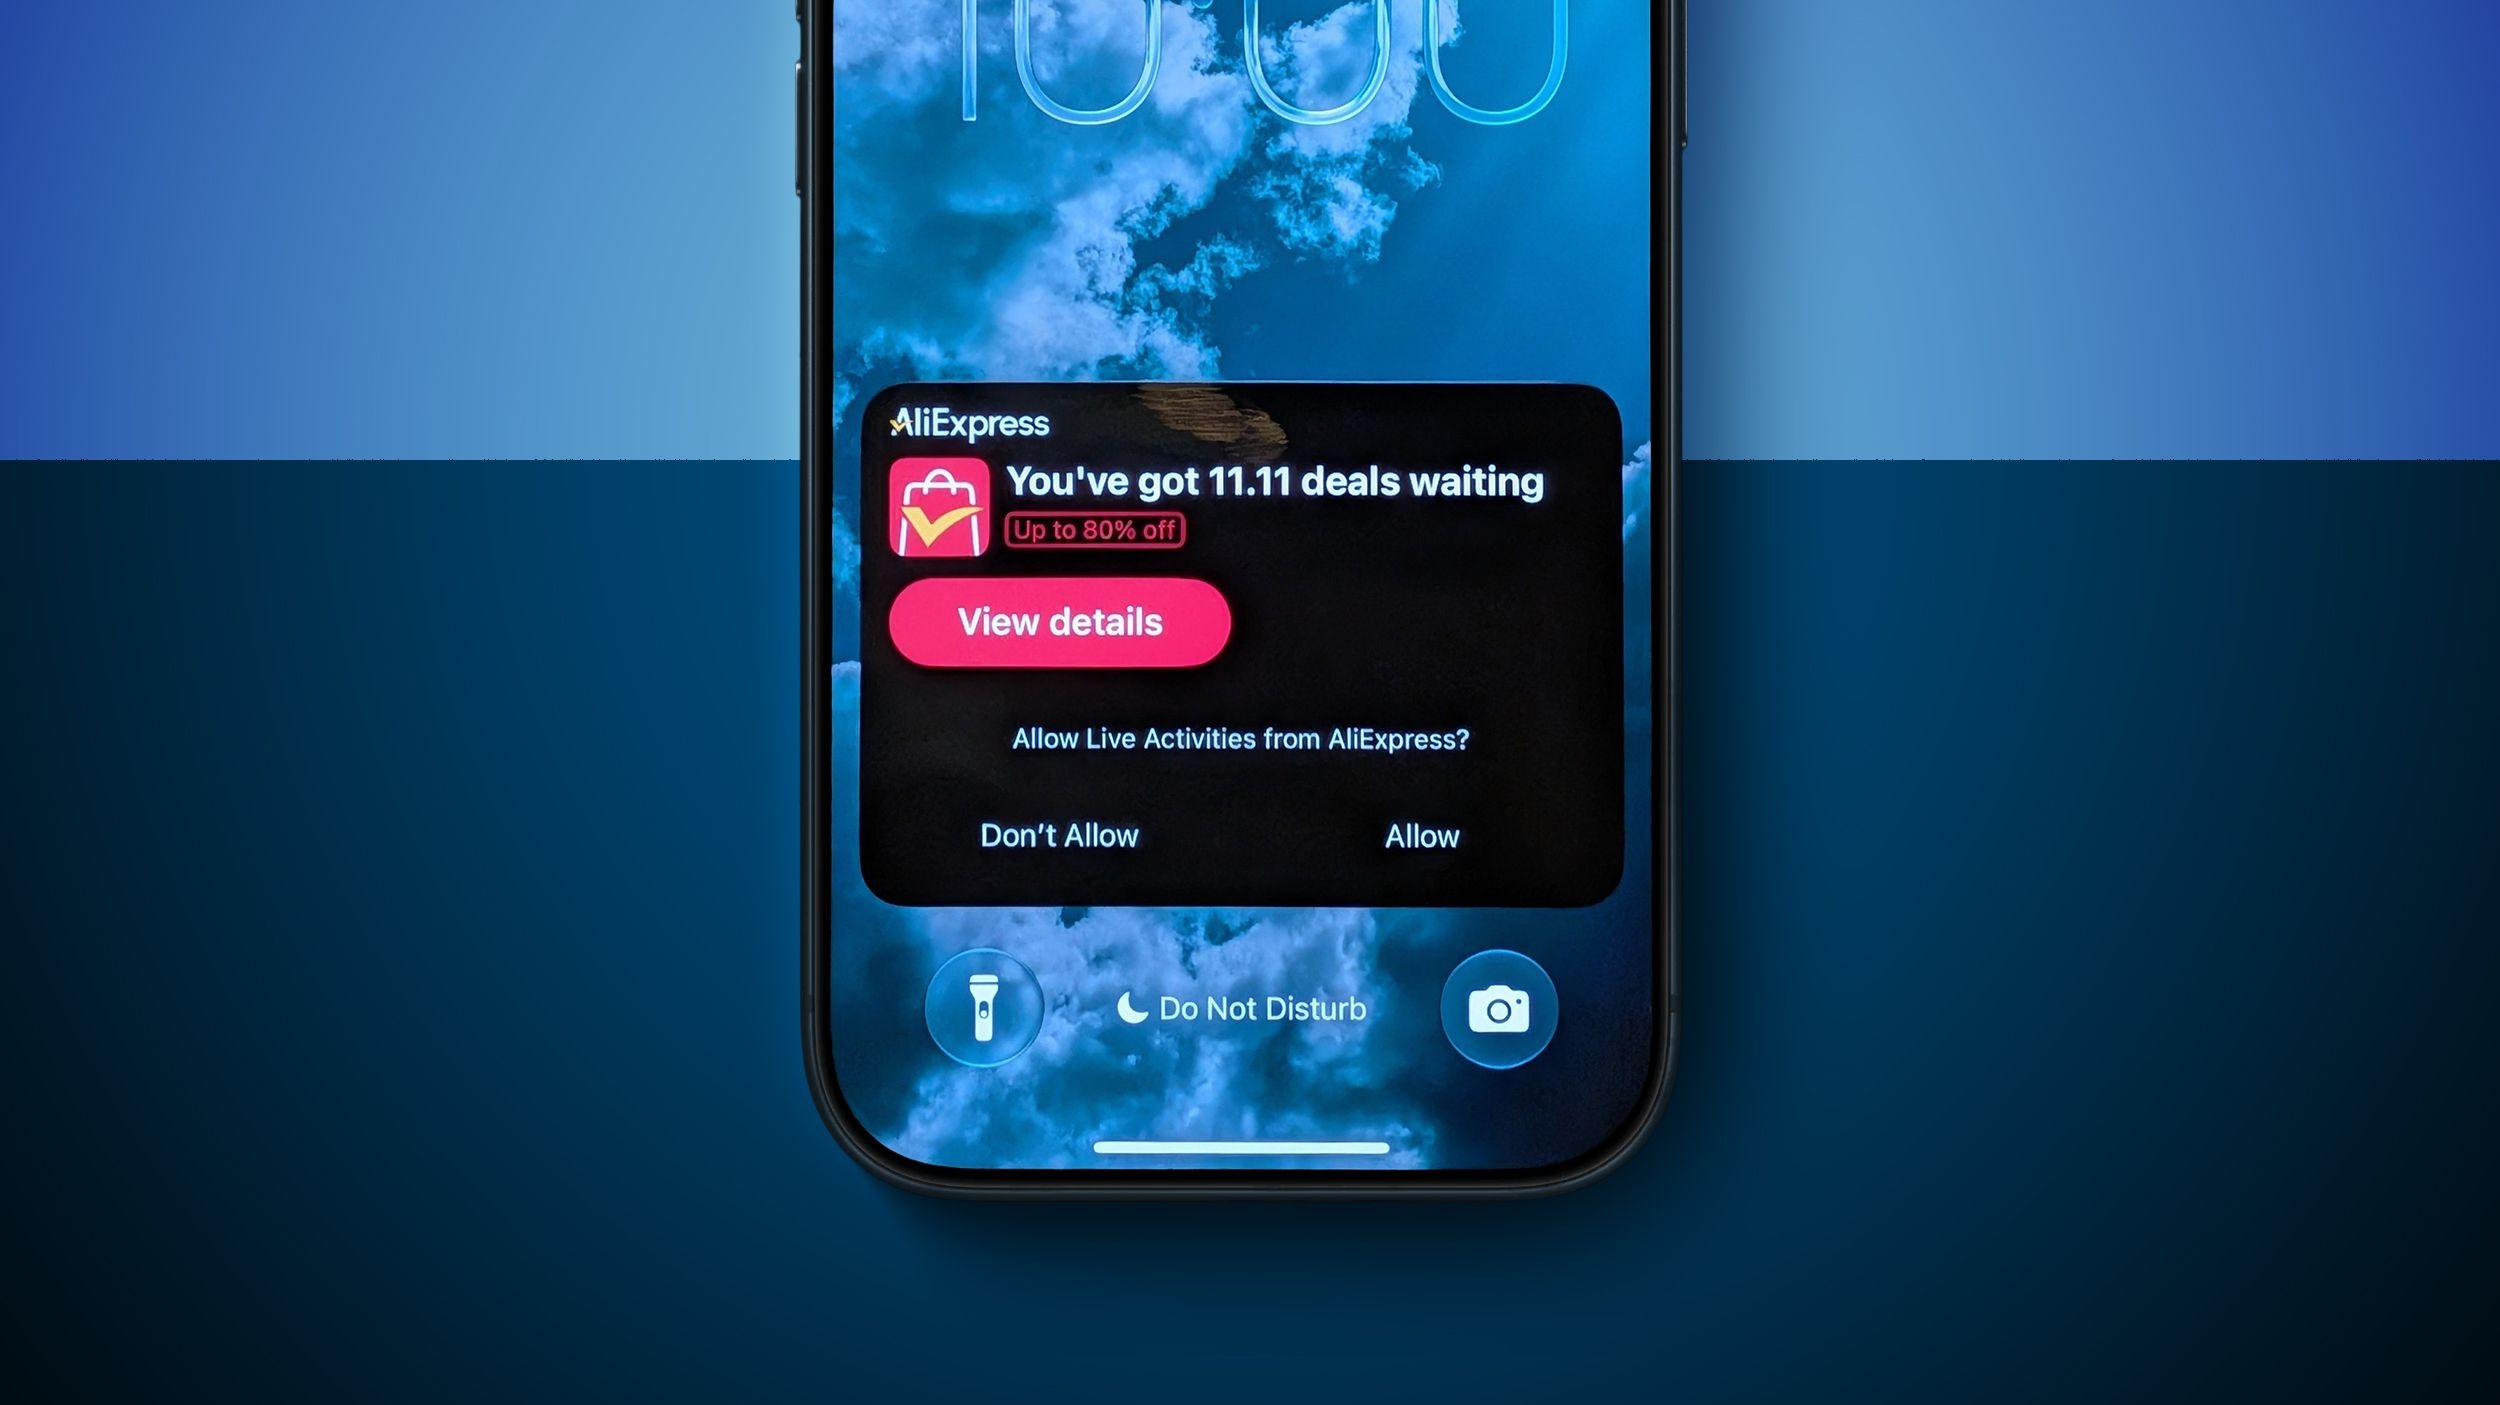 AliExpress
You've got 11.11 deals waiting
Up to 80% off
View details
Allow Live Activities from AliExpress?
Don't Allow
Allow
Do Not Disturb